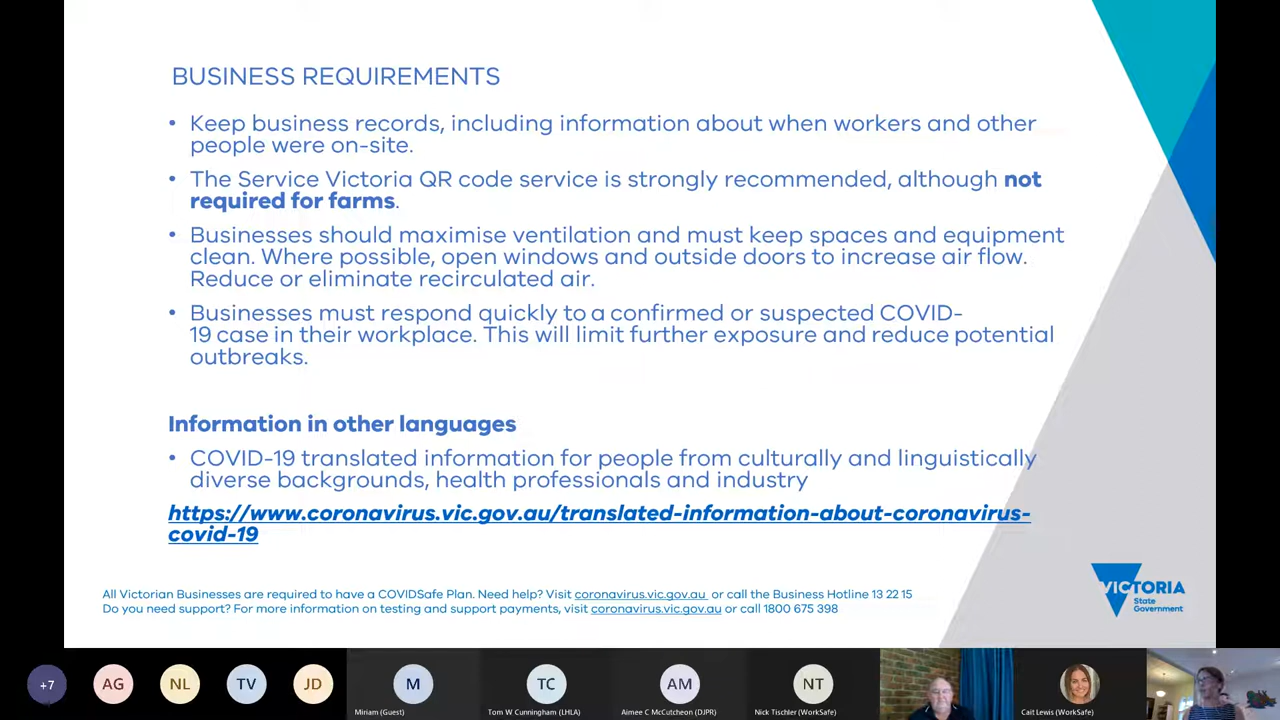 BUSINESS REQUIREMENTS
• Keep business records, including information about when workers and other
people were on-site.
• The Service Victoria QR code service is strongly recommended, although not
required for farms.
• Businesses should maximise ventilation and must keep spaces and equipment
clean. Where possible, open windows and outside doors to increase air flow.
Reduce or eliminate recirculated air.
• Businesses must respond quickly to a confirmed or suspected COVID-
19 case in their workplace. This will limit further exposure and reduce potential
outbreaks.
Information in other languages
• COVID-19 translated information for people from culturally and linguistically
diverse backgrounds, health professionals and industry
https://www.coronavirus.vic.gov.au/translated-information-about-coronavirus-
covid-19
All Victorian Businesses are required to have a COVIDSafe Plan. Need help? Visit coronavirus.vic.gov.au or call the Business Hotline 13 22 15
Do you need support? For more information on testing and support payments, visit coronavirus.vic.gov.au or call 1800 675 398
VICTORIA
State
Government
+7
AG
NL
TV
JD
M
TC
AM
NT
Miriam (Guest)
Tom W Cunningham (LHLA)
Aimee C McCutcheon (DJPR)
Nick Tischler (WorkSafe)
Cait Lewis (WorkSafe)